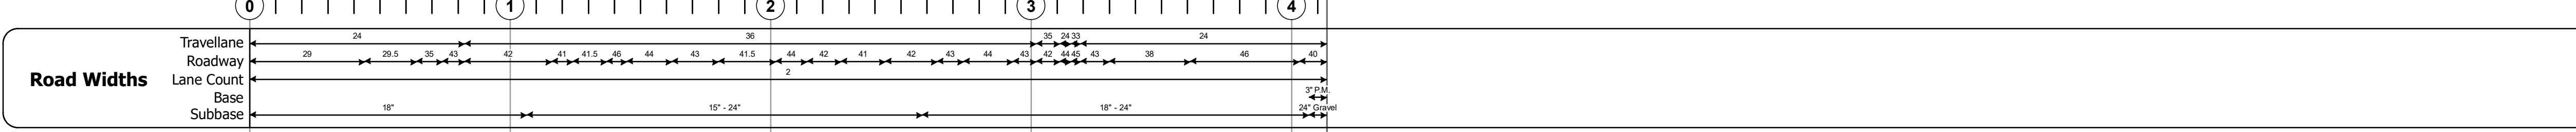 0 1 2 3 4
24 36 35 24 33 24
Travellane
29 29.5 35 43 42 41 41.5 46 44 43 41.5 44 42 41 42 43 44 43 42 44 45 43 38 46 40
Roadway
2
Lane Count
Road Widths
3" P.M.
Base
18" 15" - 24" 18" - 24" 24" Gravel
Subbase